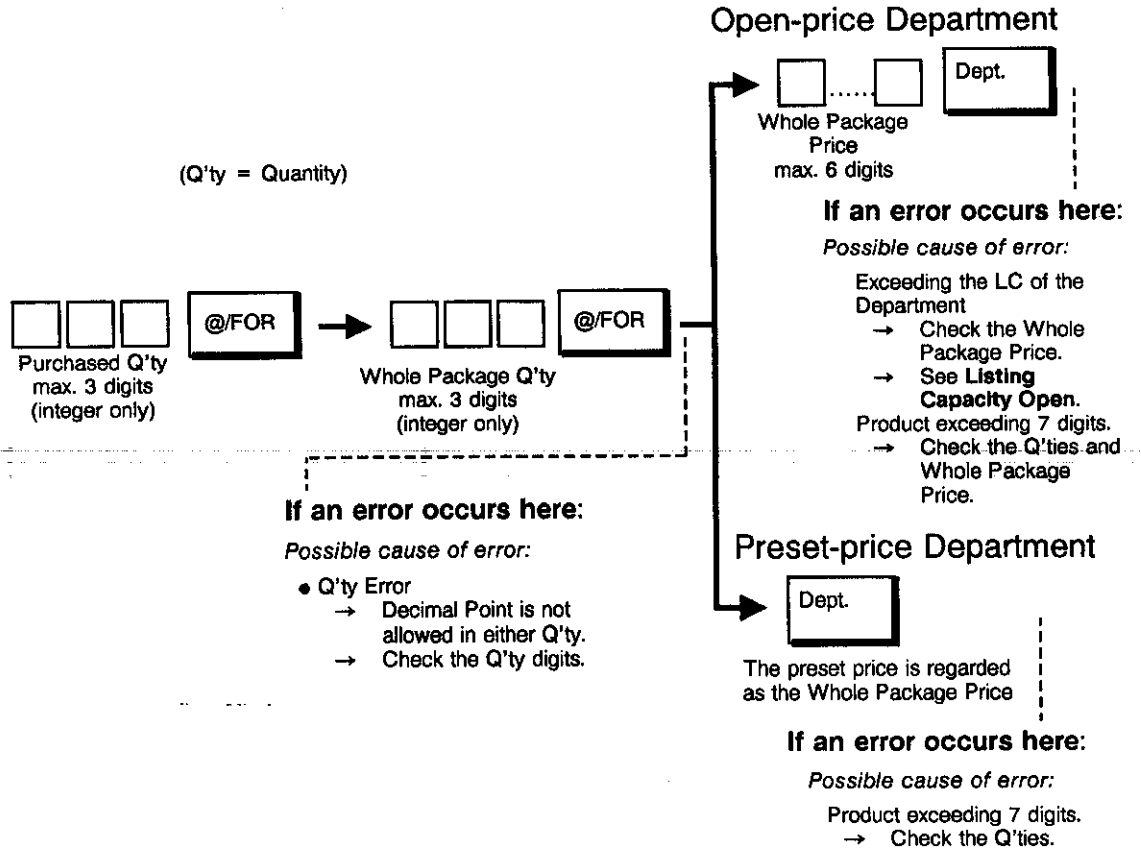 Open-price Department
Dept.
Whole Package
Price
max. 6 digits
(Q'ty = Quantity)
If an error occurs here:
Possible cause of error:
Exceeding the LC of the
Department
→ Check the Whole
Package Price.
→ See Listing
Capacity Open.
Product exceeding 7 digits.
→ Check the Q'ties and
Whole Package
Price.
@/FOR
@/FOR
Purchased Q'ty
max. 3 digits
(integer only)
Whole Package Q'ty
max. 3 digits
(integer only)
If an error occurs here:
Possible cause of error:
• Q'ty Error
→ Decimal Point is not
allowed in either Q'ty.
→ Check the Q'ty digits.
Preset-price Department
Dept.
The preset price is regarded
as the Whole Package Price
If an error occurs here:
Possible cause of error:
Product exceeding 7 digits.
→ Check the Q'ties.